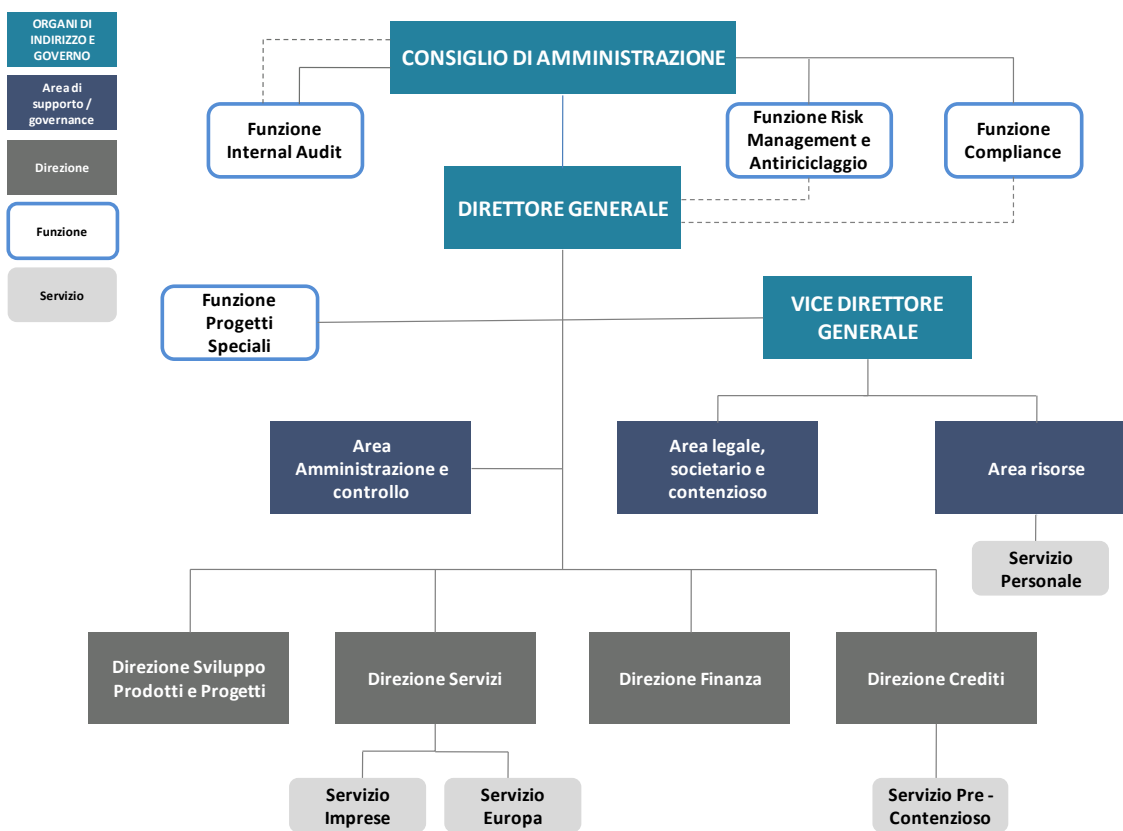 ORGANI DI
INDIRIZZO E
GOVERNO
Area di
supporto /
governance
Direzione
Funzione
Servizio
CONSIGLIO DI AMMINISTRAZIONE
Funzione
Internal Audit
Funzione Risk
Management e
Antiriciclaggio
Funzione
Compliance
DIRETTORE GENERALE
Funzione
Progetti
Speciali
VICE DIRETTORE
GENERALE
Area
Amministrazione e
controllo
Area legale,
societario e
contenzioso
Area risorse
Servizio
Personale
Direzione Sviluppo
Prodotti e Progetti
Direzione Servizi
Direzione Finanza
Direzione Crediti
Servizio
Imprese
Servizio
Europa
Servizio Pre -
Contenzioso